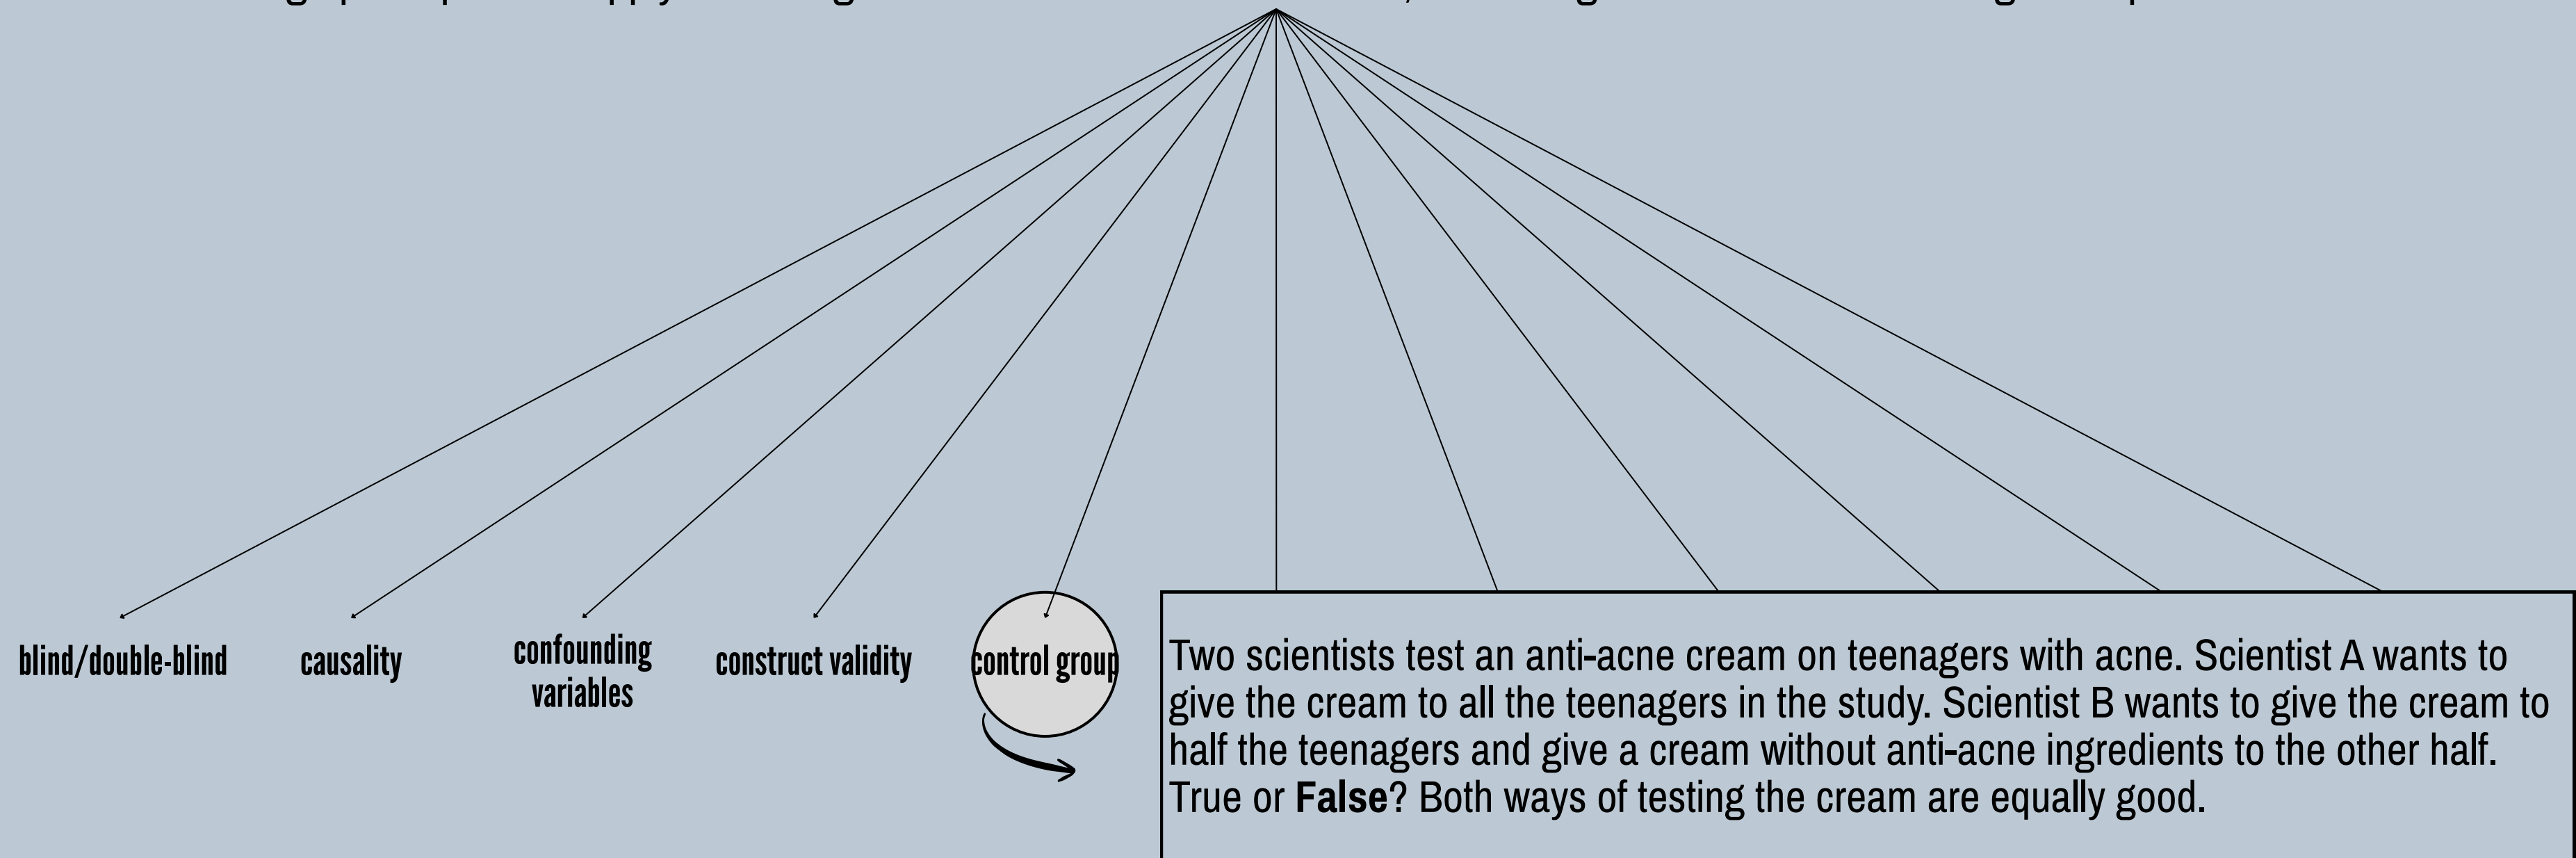 blind/double-blind
causality
confounding
variables
construct validity
control group
Two scientists test an anti-acne cream on teenagers with acne. Scientist A wants to
give the cream to all the teenagers in the study. Scientist B wants to give the cream to
half the teenagers and give a cream without anti-acne ingredients to the other half.
True or False? Both ways of testing the cream are equally good.